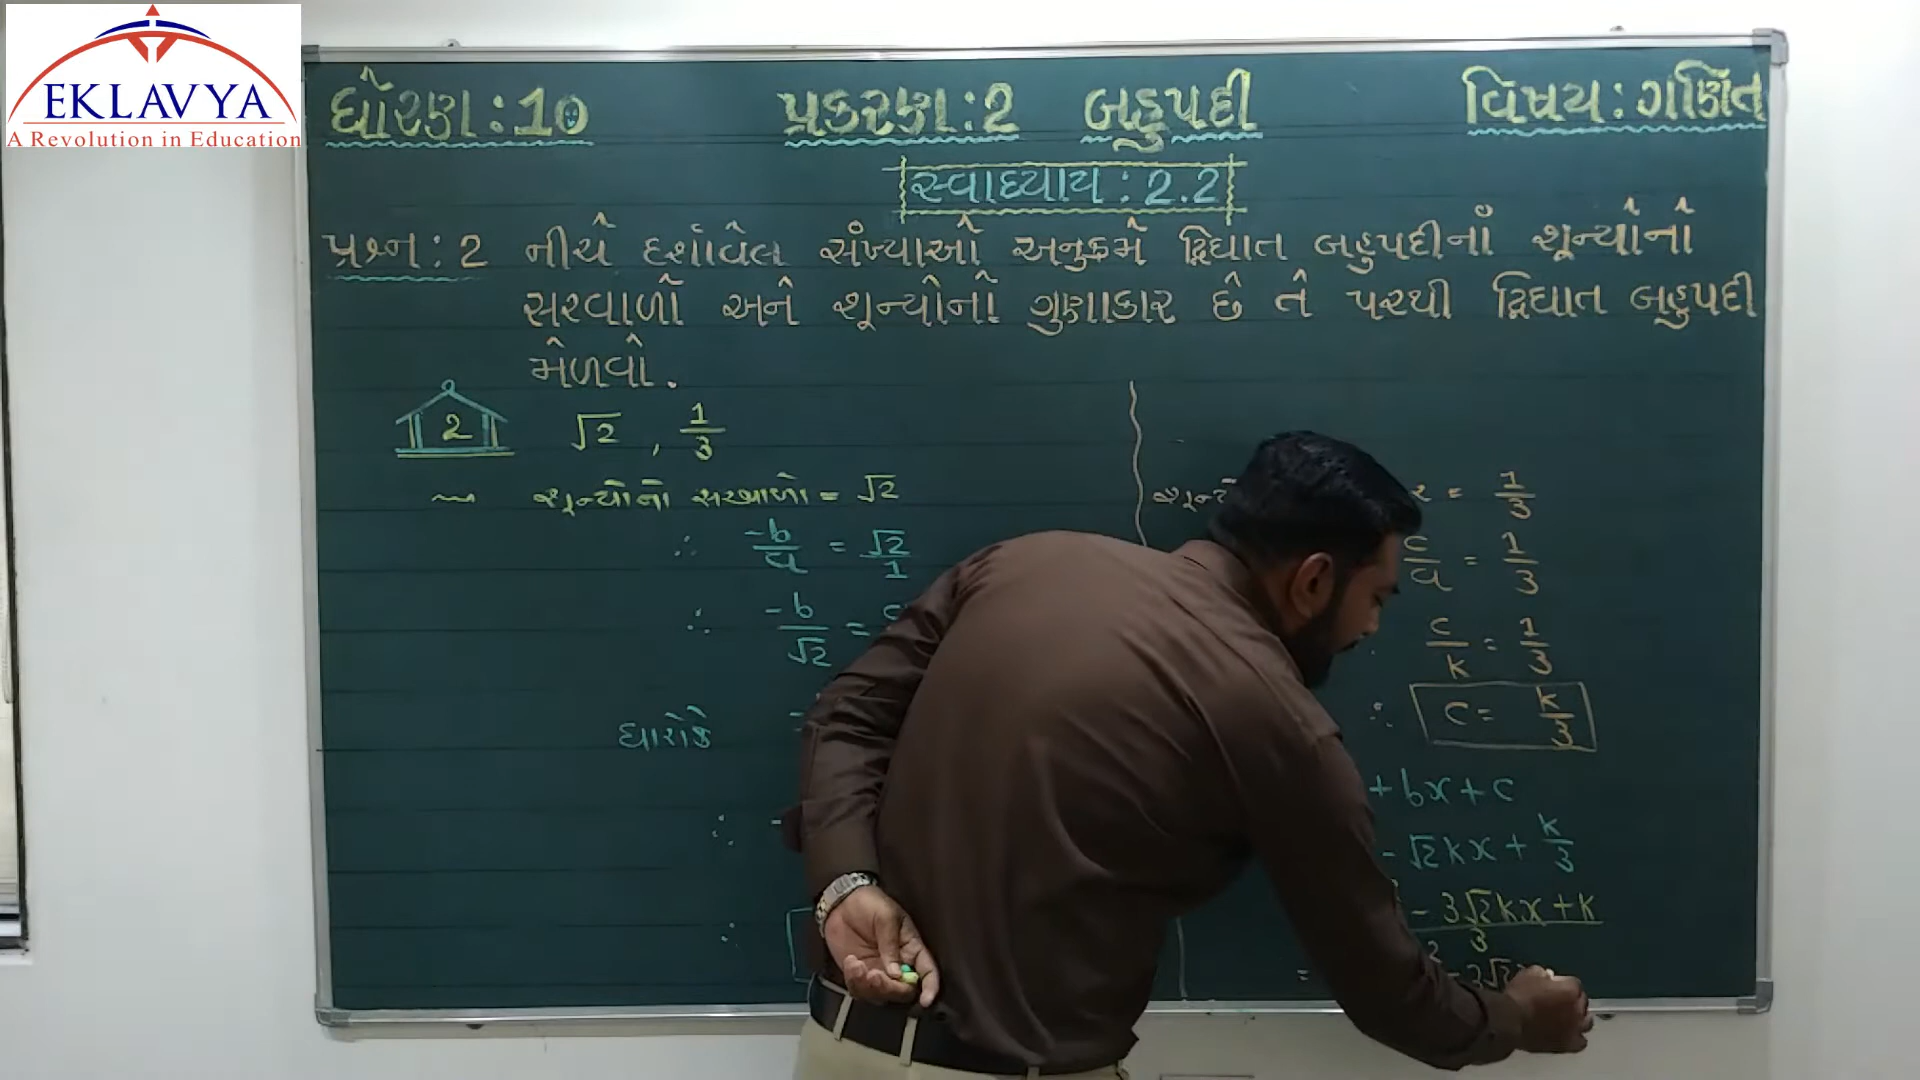 EKLAVYA
A Revolution in Education
ધોરણ : 10 પ્રકરણ : 2 બહુપદી વિષય : ગણિત
સ્વાધ્યાય : 2.2
પ્રશ્ન : 2 નીચે દર્શાવેલ સંખ્યાઓ અનુક્રમે દ્વિઘાત બહુપદીનાં શૂન્યોનો
સરવાળો અને શૂન્યોનો ગુણાકાર છે તે પરથી દ્વિઘાત બહુપદી
મેળવો.
2 √2 , 1/3
શૂન્યોનો સરવાળો = √2
∴ -b/a = √2/1
∴ -b/√2 =
ધારોકે
∴ -
∴
= 1/3
c/a = 1/3
c/k = 1/3
∴ c = k/3
+ bx + c
- √2kx + k/3
- 3√2kx + k
3
=